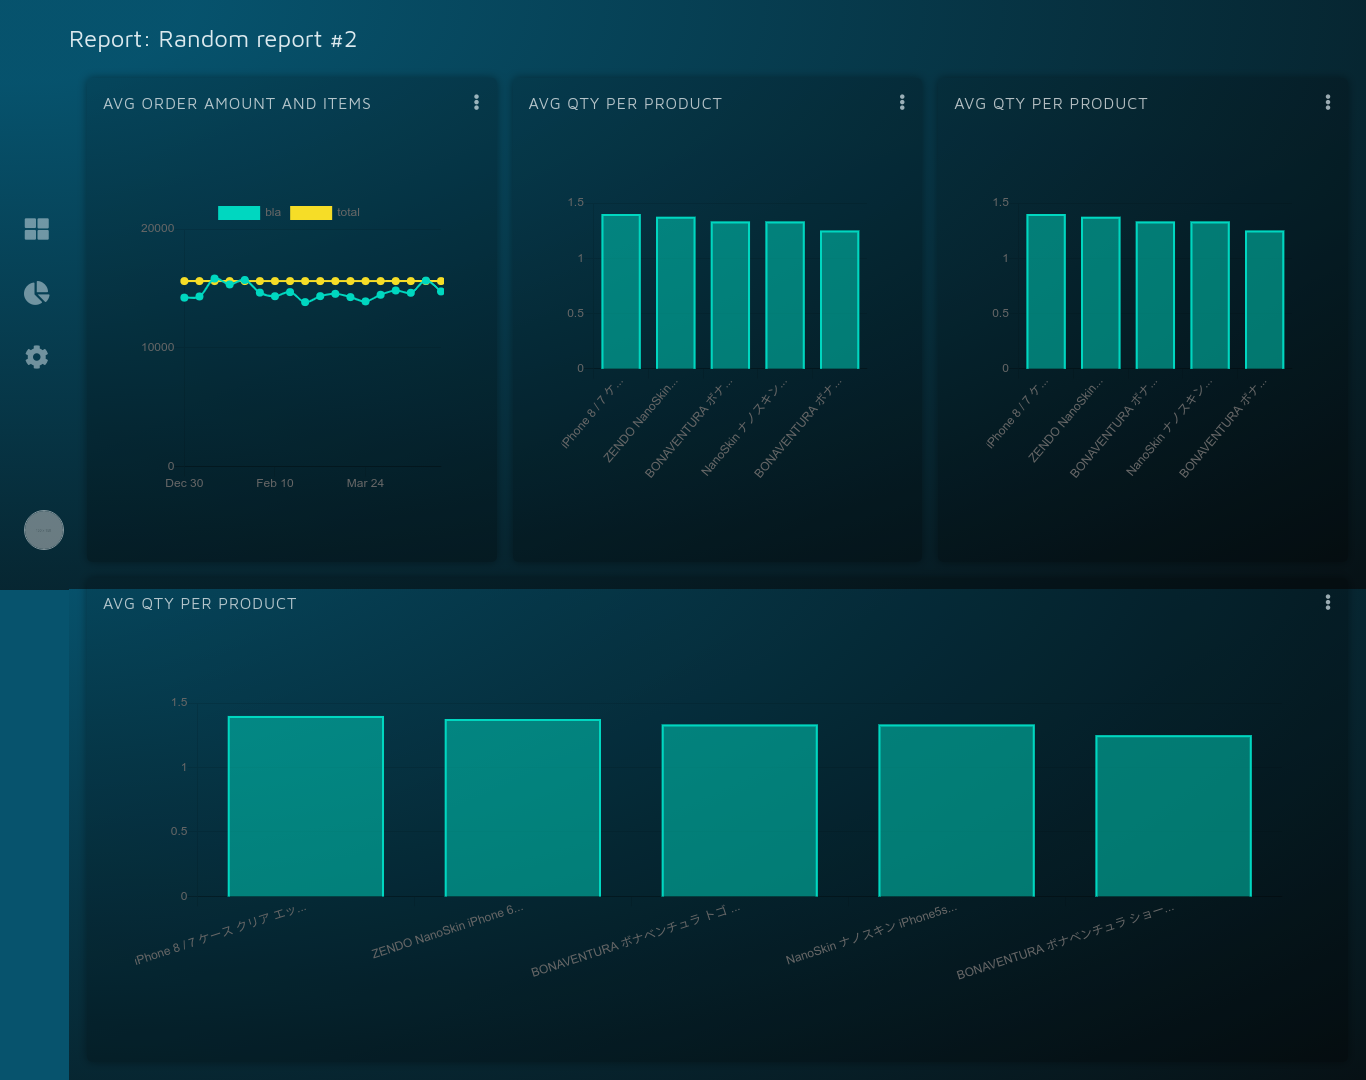 Report: Random report #2
AVG ORDER AMOUNT AND ITEMS
bla
total
20000
10000
0
Dec 30
Feb 10
Mar 24
AVG QTY PER PRODUCT
1.5
1
0.5
0
iPhone 8 / 7 ケ...
ZENDO NanoSkin...
BONAVENTURA ボナ...
NanoSkin ナノスキン...
BONAVENTURA ボナ...
AVG QTY PER PRODUCT
1.5
1
0.5
0
iPhone 8 / 7 ケ...
ZENDO NanoSkin...
BONAVENTURA ボナ...
NanoSkin ナノスキン...
BONAVENTURA ボナ...
AVG QTY PER PRODUCT
1.5
1
0.5
0
iPhone 8 / 7 ケース クリア エッ...
ZENDO NanoSkin iPhone 6...
BONAVENTURA ボナベンチュラ トゴ ...
NanoSkin ナノスキン iPhone5s...
BONAVENTURA ボナベンチュラ ショー...